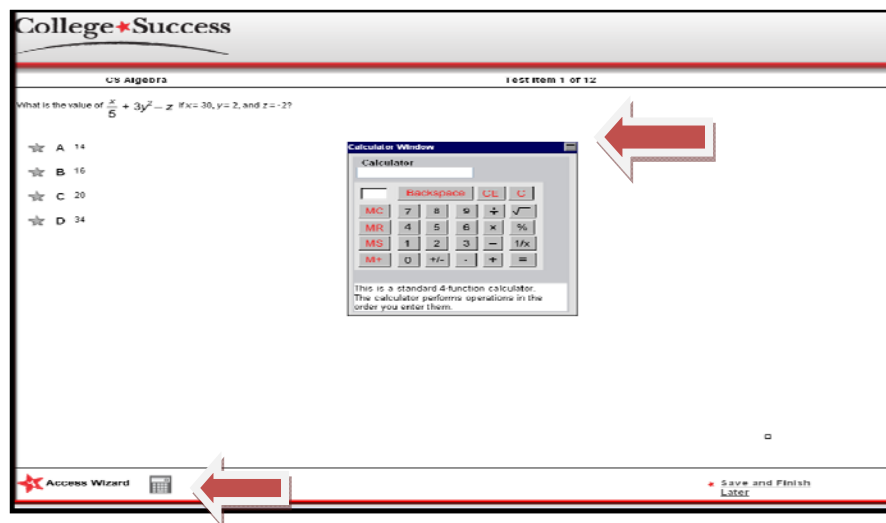 College★Success
CS Algebra
Test Item 1 of 12
What is the value of x/5 + 3y² – z if x = 30, y = 2, and z = -2?
A 14
B 16
C 20
D 34
Calculator Window
Calculator
Backspace CE C
MC 7 8 9 ÷ √
MR 4 5 6 × %
MS 1 2 3 – 1/x
M+ 0 +/- . + =
This is a standard 4-function calculator.
The calculator performs operations in the
order you enter them.
Access Wizard
Save and Finish
Later